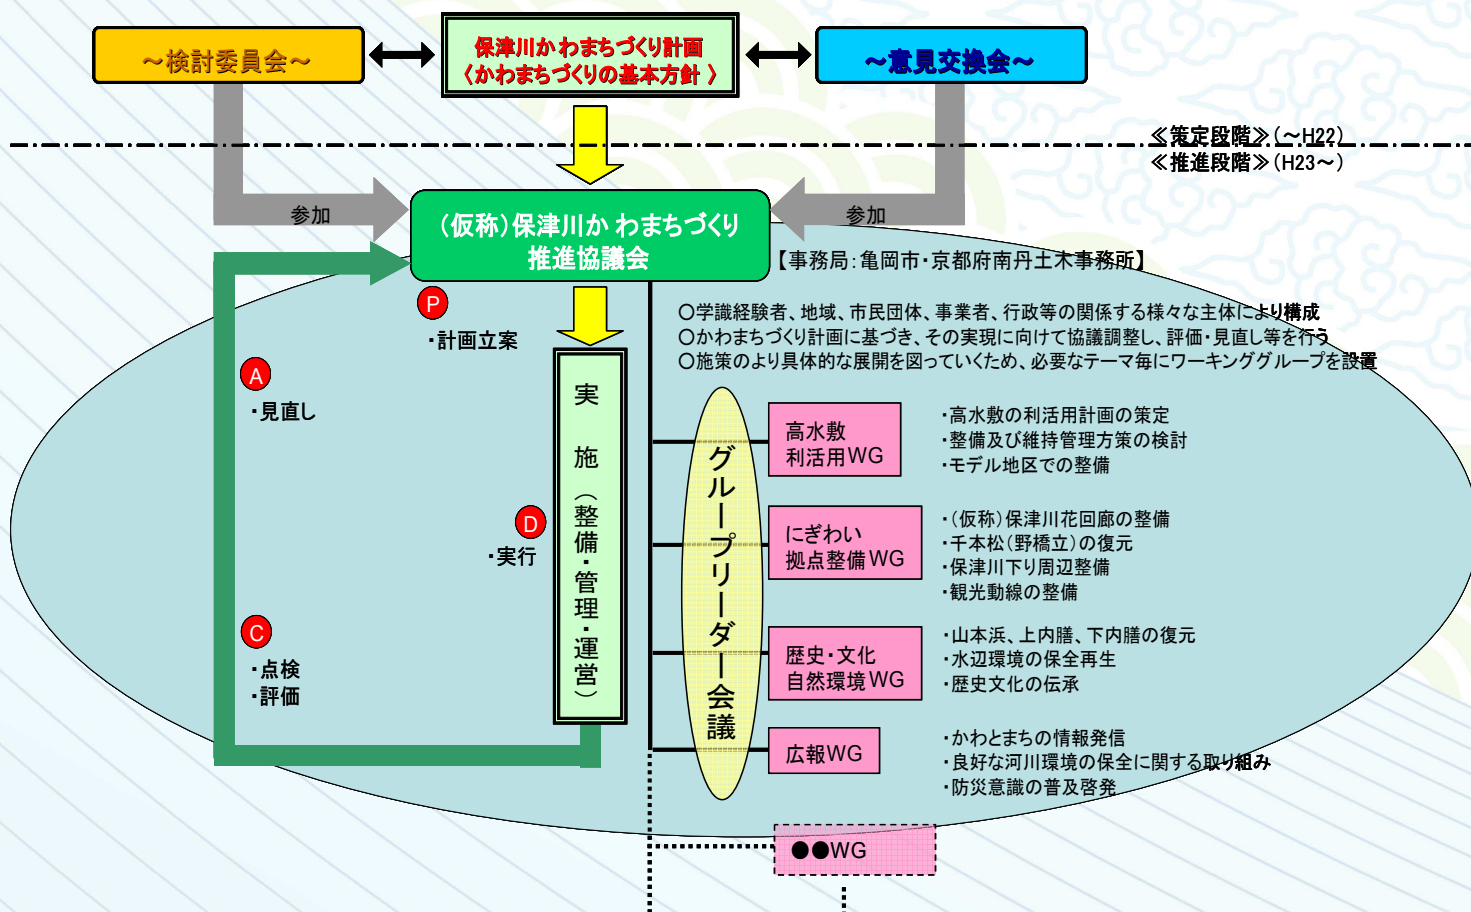 ～検討委員会～
保津川かわまちづくり計画
〈かわまちづくりの基本方針〉
～意見交換会～
≪策定段階≫(～H22)
≪推進段階≫(H23～)
参加
参加
(仮称)保津川かわまちづくり
推進協議会
【事務局：亀岡市・京都府南丹土木事務所】
P
・計画立案
○学識経験者、地域、市民団体、事業者、行政等の関係する様々な主体により構成
○かわまちづくり計画に基づき、その実現に向けて協議調整し、評価・見直し等を行う
○施策のより具体的な展開を図っていくため、必要なテーマ毎にワーキンググループを設置
A
・見直し
D
・実行
C
・点検
・評価
実施（整備・管理・運営）
グループリーダー会議
高水敷
利活用WG
・高水敷の利活用計画の策定
・整備及び維持管理方策の検討
・モデル地区での整備
にぎわい
拠点整備WG
・(仮称)保津川花回廊の整備
・千本松(野橋立)の復元
・保津川下り周辺整備
・観光動線の整備
歴史・文化
自然環境WG
・山本浜、上内膳、下内膳の復元
・水辺環境の保全再生
・歴史文化の伝承
広報WG
・かわとまちの情報発信
・良好な河川環境の保全に関する取り組み
・防災意識の普及啓発
●●WG